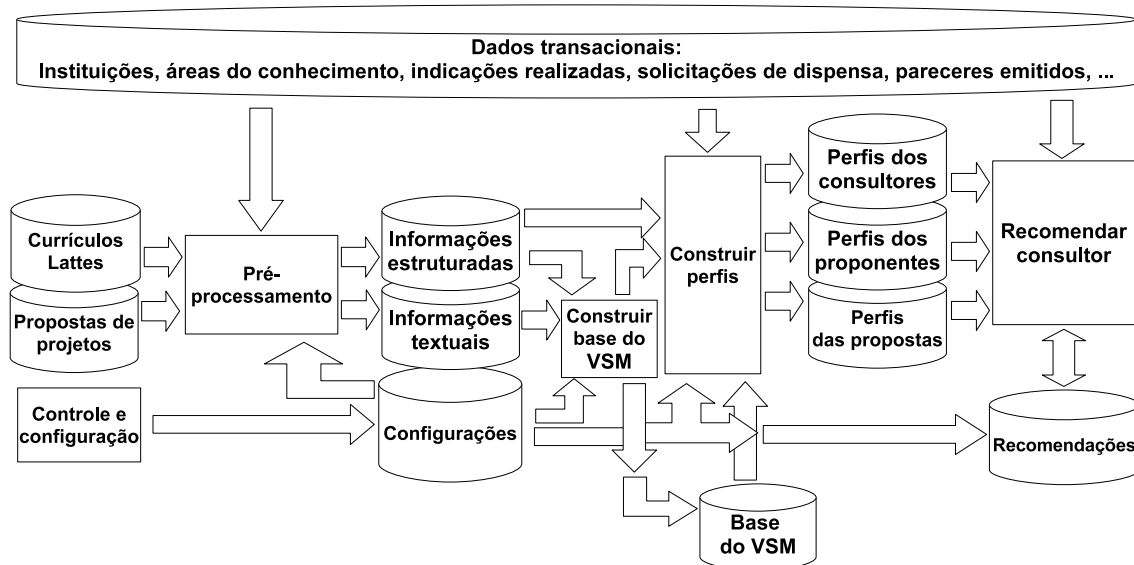 Dados transacionais:
Instituições, áreas do conhecimento, indicações realizadas, solicitações de dispensa, pareceres emitidos, ...
Currículos
Lattes
Propostas de
projetos
Pré-
processamento
Informações
estruturadas
Informações
textuais
Construir
base do
VSM
Construir
perfis
Perfis dos
consultores
Perfis dos
proponentes
Perfis
das propostas
Recomendar
consultor
Controle e
configuração
Configurações
Recomendações
Base
do VSM